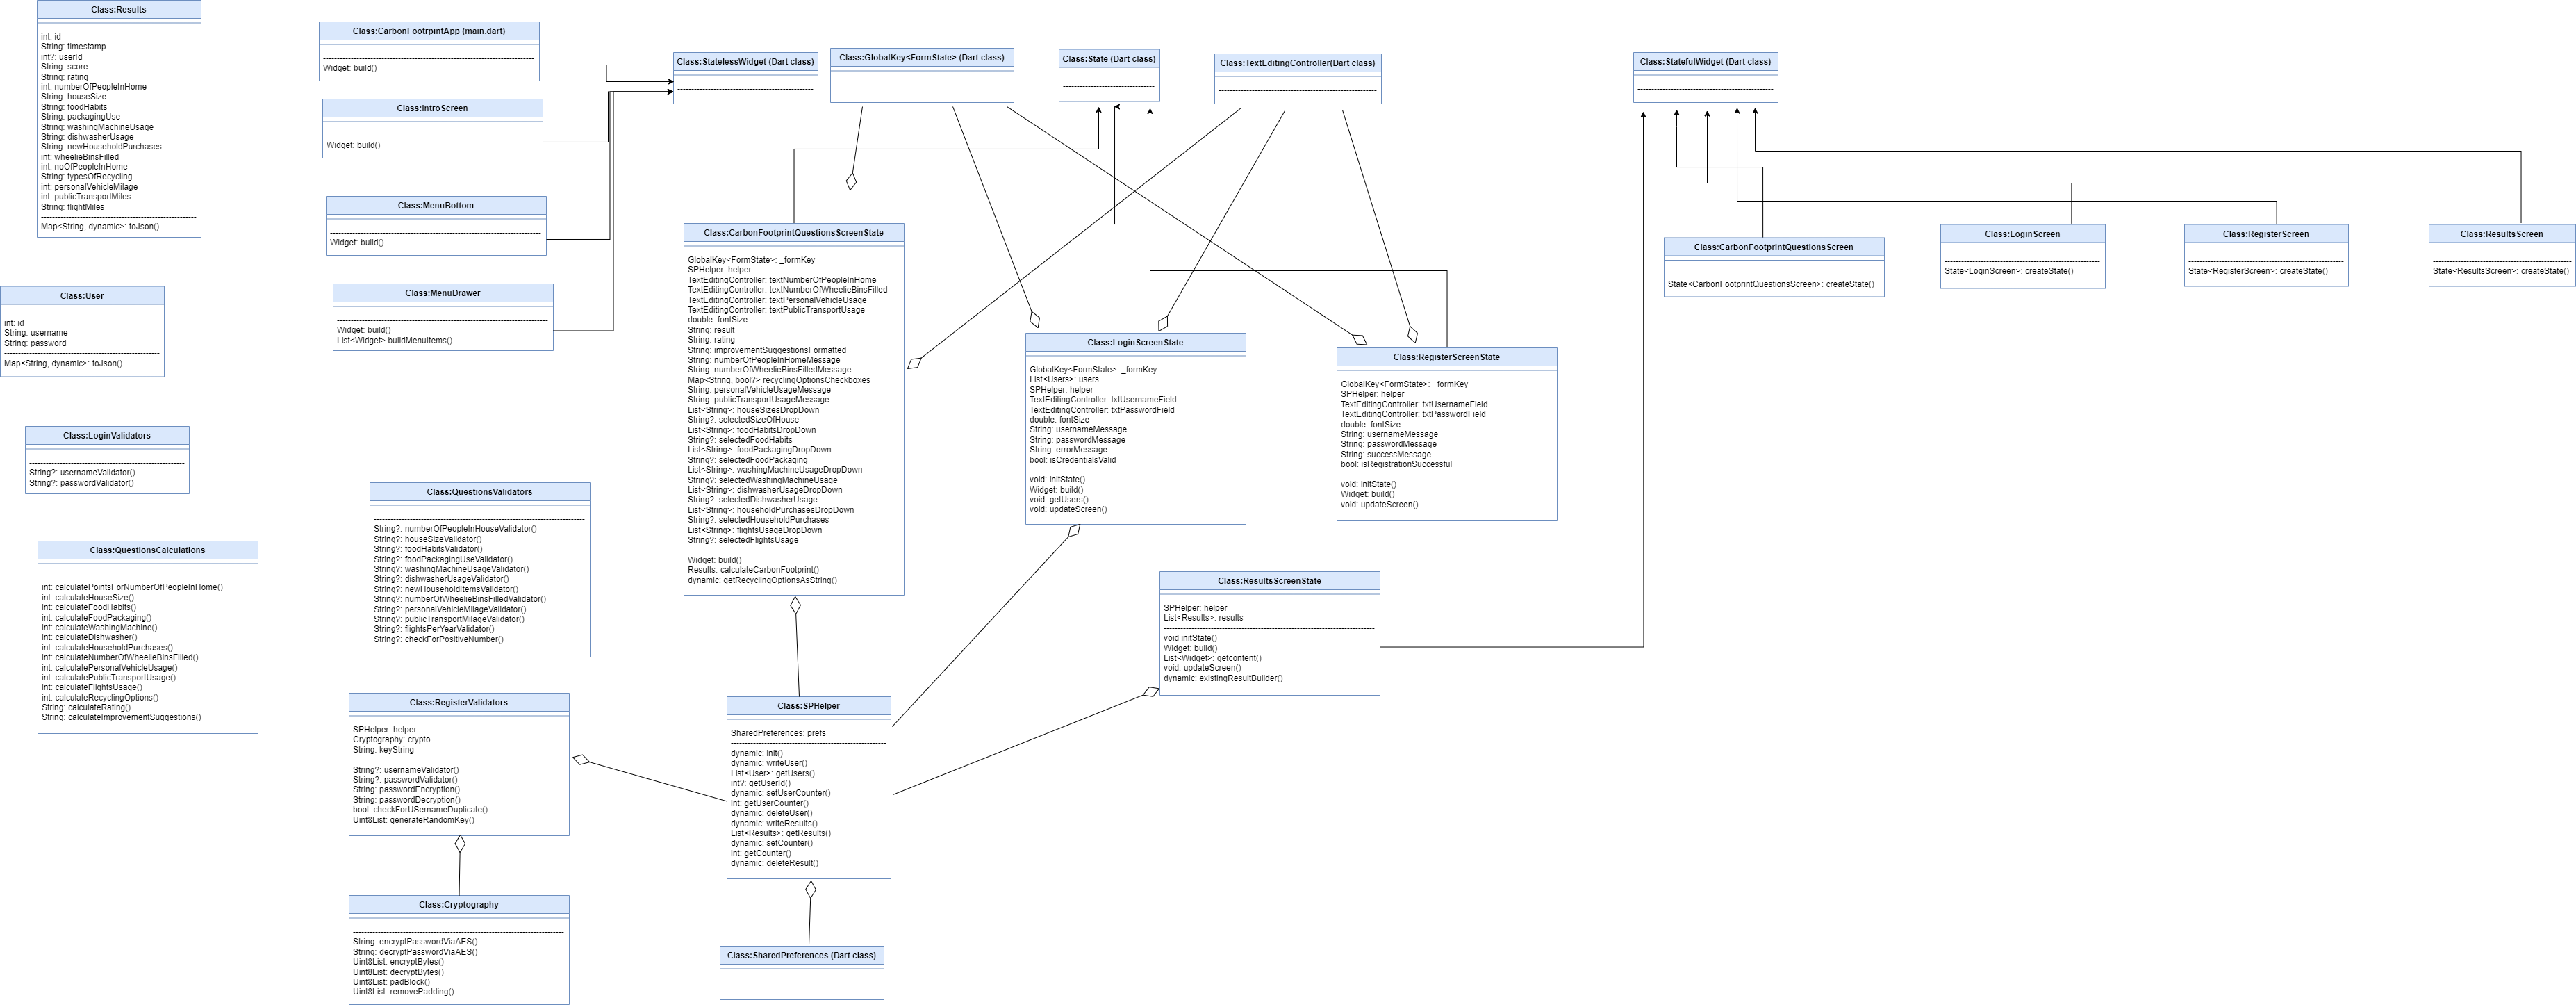 Class:Results
int: id
String: timestamp
int?: userId
String: score
String: rating
int: numberOfPeopleInHome
String: houseSize
String: foodHabits
String: packagingUse
String: washingMachineUsage
String: dishwasherUsage
String: newHouseholdPurchases
int: wheelieBinsFilled
int: noOfPeopleInHome
String: typesOfRecycling
int: personalVehicleMilage
int: publicTransportMiles
String: flightMiles
Map<String, dynamic>: toJson()
Class:User
int: id
String: username
String: password
Map<String, dynamic>: toJson()
Class:LoginValidators
String?: usernameValidator()
String?: passwordValidator()
Class:QuestionsCalculations
int: calculatePointsForNumberOfPeopleInHome()
int: calculateHouseSize()
int: calculateFoodHabits()
int: calculateFoodPackaging()
int: calculateWashingMachine()
int: calculateDishwasher()
int: calculateHouseholdPurchases()
int: calculateNumberOfWheelieBinsFilled()
int: calculatePersonalVehicleUsage()
int: calculatePublicTransportUsage()
int: calculateFlightsUsage()
int: calculateRecyclingOptions()
String: calculateRating()
String: calculateImprovementSuggestions()
Class:CarbonFootrpintApp (main.dart)
Widget: build()
Class:IntroScreen
Widget: build()
Class:MenuBottom
Widget: build()
Class:MenuDrawer
Widget: build()
List<Widget> buildMenuItems()
Class:QuestionsValidators
String?: numberOfPeopleInHouseValidator()
String?: houseSizeValidator()
String?: foodHabitsValidator()
String?: foodPackagingUseValidator()
String?: washingMachineUsageValidator()
String?: dishwasherUsageValidator()
String?: newHouseholdItemsValidator()
String?: numberOfWheelieBinsFilledValidator()
String?: personalVehicleMilageValidator()
String?: publicTransportMilageValidator()
String?: flightsPerYearValidator()
String?: checkForPositiveNumber()
Class:RegisterValidators
SPHelper: helper
Cryptography: crypto
String: keyString
String?: usernameValidator()
String?: passwordValidator()
String: passwordEncryption()
String: passwordDecryption()
bool: checkForUSernameDuplicate()
Uint8List: generateRandomKey()
Class:Cryptography
String: encryptPasswordViaAES()
String: decryptPasswordViaAES()
Uint8List: encryptBytes()
Uint8List: decryptBytes()
Uint8List: padBlock()
Uint8List: removePadding()
Class:StatelessWidget (Dart class)
Class:GlobalKey<FormState> (Dart class)
Class:State (Dart class)
Class:TextEditingController(Dart class)
Class:StatefulWidget (Dart class)
Class:CarbonFootprintQuestionsScreenState
GlobalKey<FormState>: _formKey
SPHelper: helper
TextEditingController: textNumberOfPeopleInHome
TextEditingController: textNumberOfWheelieBinsFilled
TextEditingController: textPersonalVehicleUsage
TextEditingController: textPublicTransportUsage
double: fontSize
String: result
String: rating
String: improvementSuggestionsFormatted
String: numberOfPeopleInHomeMessage
String: numberOfWheelieBinsFilledMessage
Map<String, bool?> recyclingOptionsCheckboxes
String: personalVehicleUsageMessage
String: publicTransportUsageMessage
List<String>: houseSizesDropDown
String?: selectedSizeOfHouse
List<String>: foodHabitsDropDown
String?: selectedFoodHabits
List<String>: foodPackagingDropDown
String?: selectedFoodPackaging
List<String>: washingMachineUsageDropDown
String?: selectedWashingMachineUsage
List<String>: dishwasherUsageDropDown
String?: selectedDishwasherUsage
List<String>: householdPurchasesDropDown
String?: selectedHouseholdPurchases
List<String>: flightsUsageDropDown
String?: selectedFlightsUsage
Widget: build()
Results: calculateCarbonFootprint()
dynamic: getRecyclingOptionsAsString()
Class:SPHelper
SharedPreferences: prefs
dynamic: init()
dynamic: writeUser()
List<User>: getUsers()
int?: getUserId()
dynamic: setUserCounter()
int: getUserCounter()
dynamic: deleteUser()
dynamic: writeResults()
List<Results>: getResults()
dynamic: setCounter()
int: getCounter()
dynamic: deleteResult()
Class:SharedPreferences (Dart class)
Class:LoginScreenState
GlobalKey<FormState>: _formKey
List<Users>: users
SPHelper: helper
TextEditingController: txtUsernameField
TextEditingController: txtPasswordField
double: fontSize
String: usernameMessage
String: passwordMessage
String: errorMessage
bool: isCredentialsValid
void: initState()
Widget: build()
void: getUsers()
void: updateScreen()
Class:RegisterScreenState
GlobalKey<FormState>: _formKey
SPHelper: helper
TextEditingController: txtUsernameField
TextEditingController: txtPasswordField
double: fontSize
String: usernameMessage
String: passwordMessage
String: successMessage
bool: isRegistrationSuccessful
void: initState()
Widget: build()
void: updateScreen()
Class:ResultsScreenState
SPHelper: helper
List<Results>: results
void initState()
Widget: build()
List<Widget>: getcontent()
void: updateScreen()
dynamic: existingResultBuilder()
Class:CarbonFootprintQuestionsScreen
State<CarbonFootprintQuestionsScreen>: createState()
Class:LoginScreen
State<LoginScreen>: createState()
Class:RegisterScreen
State<RegisterScreen>: createState()
Class:ResultsScreen
State<ResultsScreen>: createState()